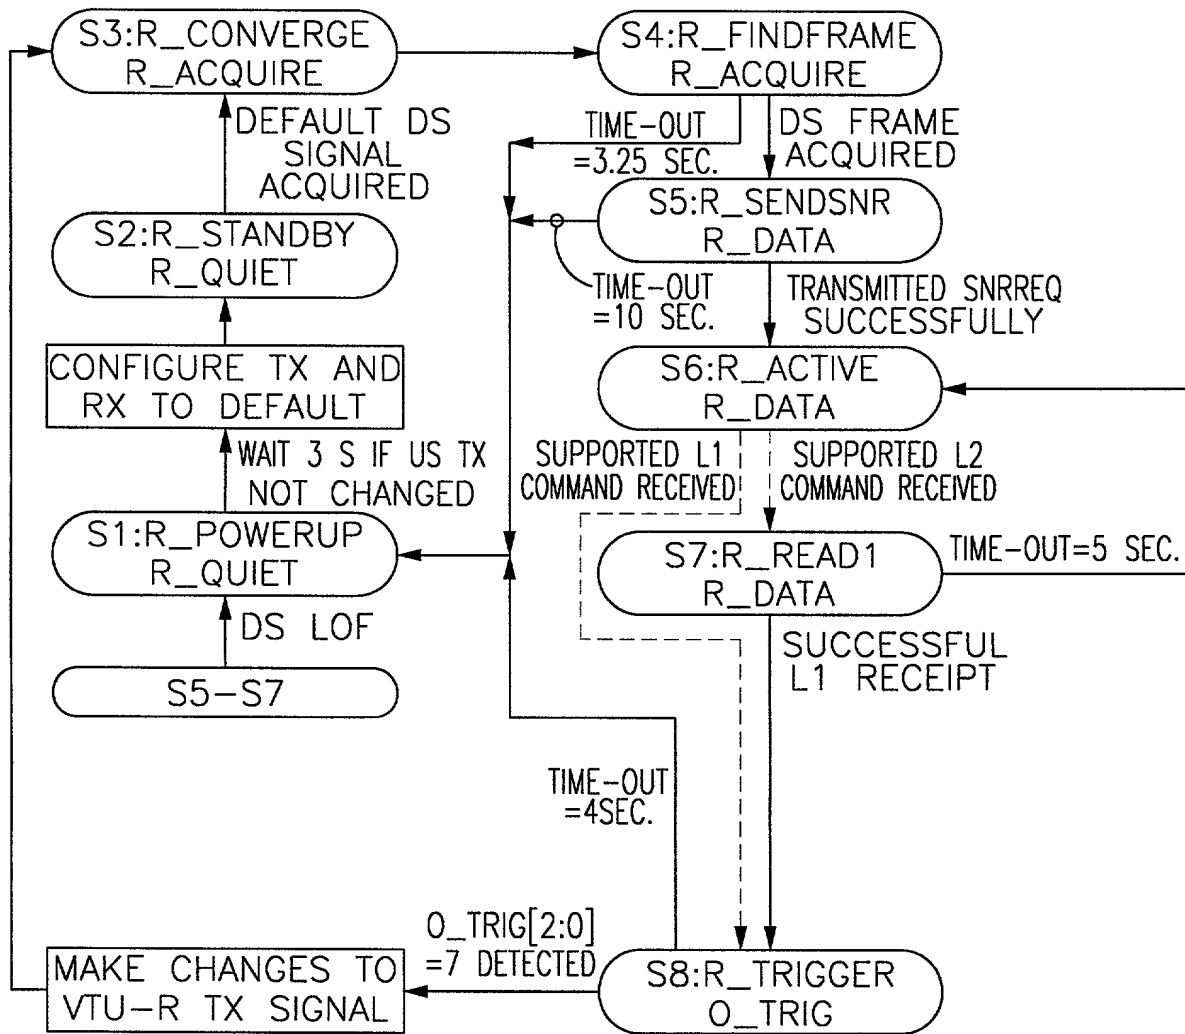 S3:R_CONVERGE
R_ACQUIRE
S4:R_FINDFRAME
R_ACQUIRE
DEFAULT DS
SIGNAL
ACQUIRED
TIME-OUT
=3.25 SEC.
DS FRAME
ACQUIRED
S2:R_STANDBY
R_QUIET
S5:R_SENDSNR
R_DATA
TIME-OUT
=10 SEC.
TRANSMITTED SNRREQ
SUCCESSFULLY
CONFIGURE TX AND
RX TO DEFAULT
S6:R_ACTIVE
R_DATA
WAIT 3 S IF US TX
NOT CHANGED
SUPPORTED L1
COMMAND RECEIVED
SUPPORTED L2
COMMAND RECEIVED
S1:R_POWERUP
R_QUIET
S7:R_READ1
R_DATA
TIME-OUT=5 SEC.
DS LOF
SUCCESSFUL
L1 RECEIPT
S5-S7
TIME-OUT
=4SEC.
O_TRIG[2:0]
=7 DETECTED
MAKE CHANGES TO
VTU-R TX SIGNAL
S8:R_TRIGGER
O_TRIG